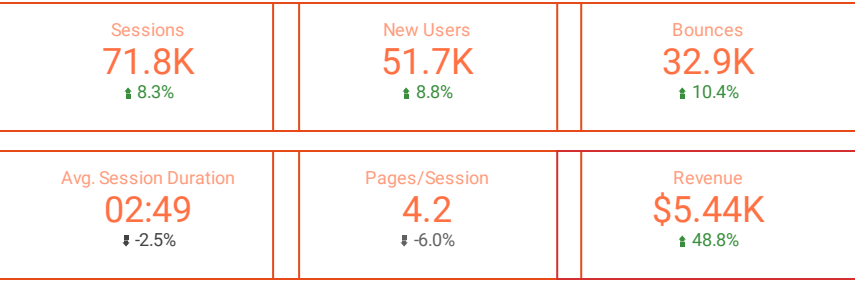 Sessions
71.8K
8.3%
New Users
51.7K
8.8%
Bounces
32.9K
10.4%
Avg. Session Duration
02:49
-2.5%
Pages/Session
4.2
-6.0%
Revenue
$5.44K
48.8%